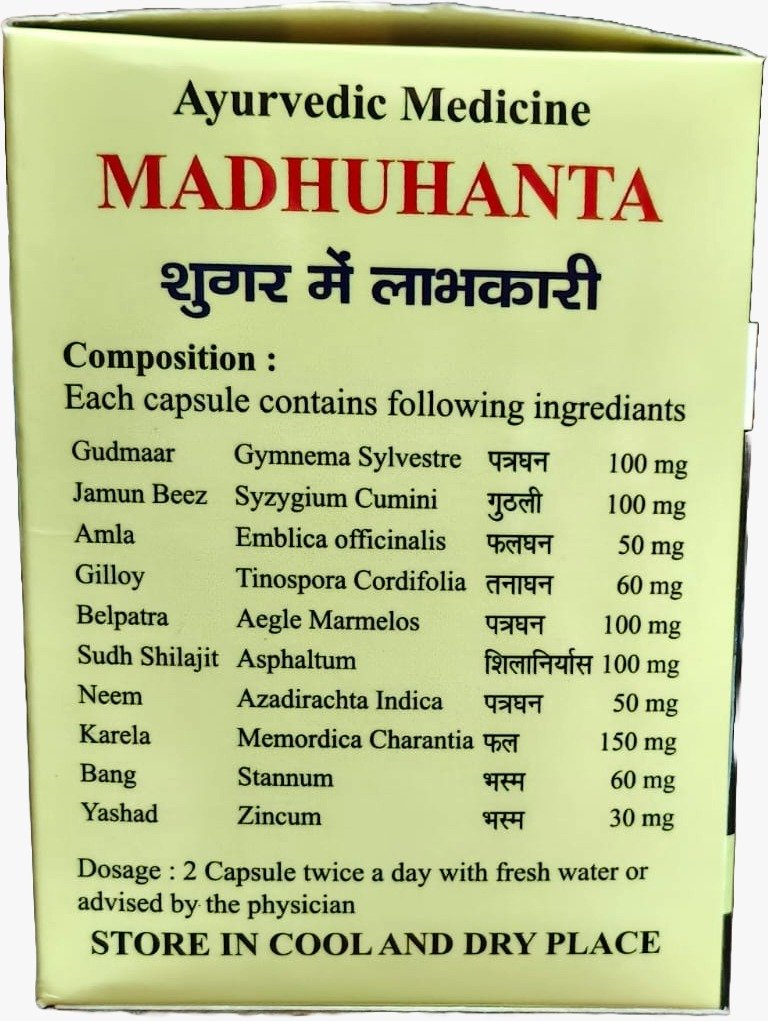 Ayurvedic Medicine
MADHUHANTA
शुगर में लाभकारी
Composition :
Each capsule contains following ingrediants
Gudmaar Gymnema Sylvestre पत्रघन 100 mg
Jamun Beez Syzygium Cumini गुठली 100 mg
Amla Emblica officinalis फलघन 50 mg
Gilloy Tinospora Cordifolia तनाघन 60 mg
Belpatra Aegle Marmelos पत्रघन 100 mg
Sudh Shilajit Asphaltum शिलानिर्यास 100 mg
Neem Azadirachta Indica पत्रघन 50 mg
Karela Memordica Charantia फल 150 mg
Bang Stannum भस्म 60 mg
Yashad Zincum भस्म 30 mg
Dosage : 2 Capsule twice a day with fresh water or
advised by the physician
STORE IN COOL AND DRY PLACE